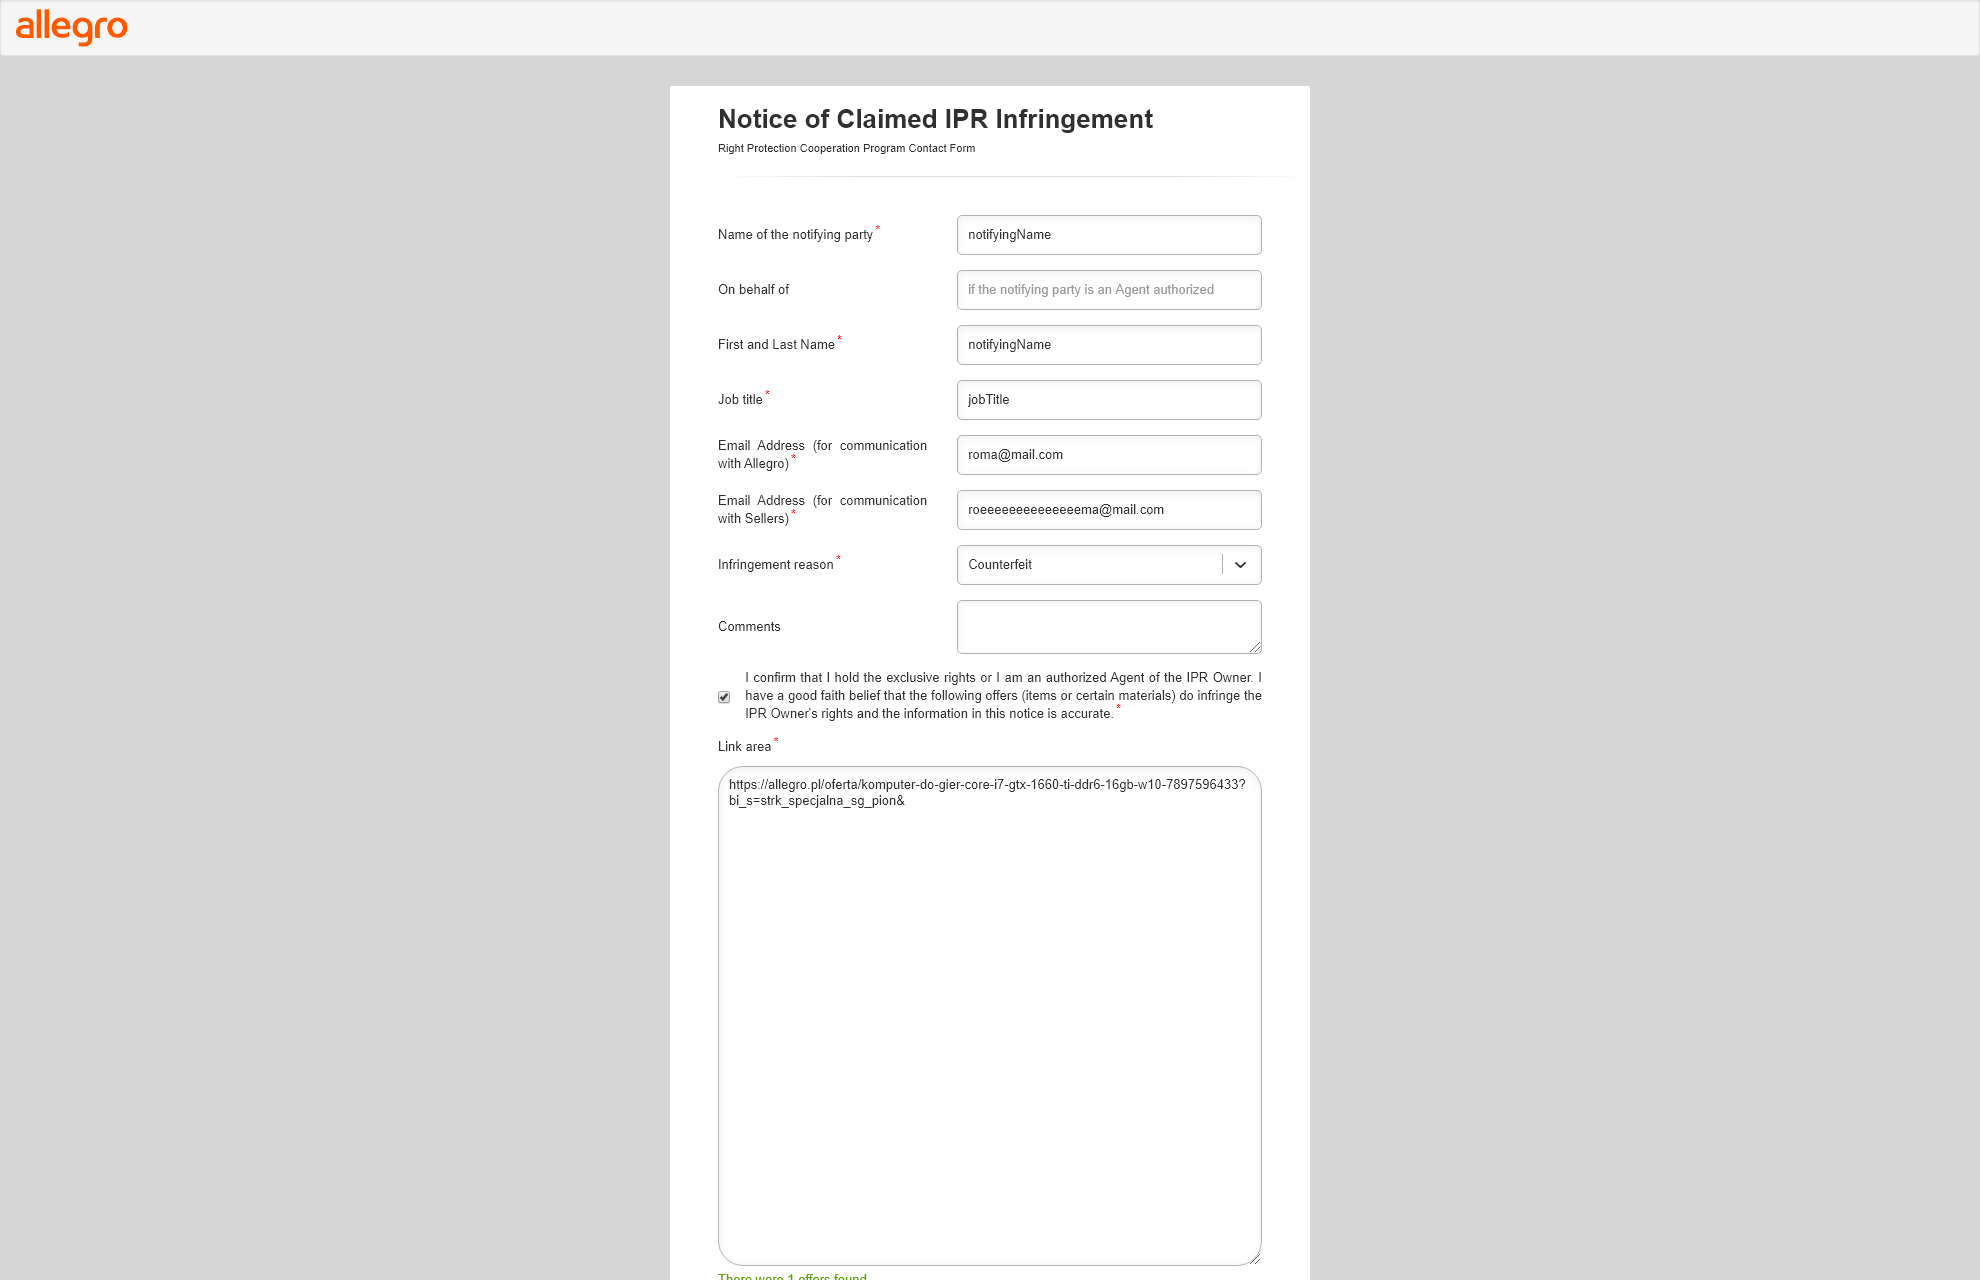 allegro
Notice of Claimed IPR Infringement
Right Protection Cooperation Program Contact Form
Name of the notifying party*
notifyingName
On behalf of
if the notifying party is an Agent authorized
First and Last Name*
notifyingName
Job title*
jobTitle
Email Address (for communication
with Allegro)*
roma@mail.com
Email Address (for communication
with Sellers)*
roeeeeeeeeeeeeeema@mail.com
Infringement reason*
Counterfeit
Comments
I confirm that I hold the exclusive rights or I am an authorized Agent of the IPR Owner. I
have a good faith belief that the following offers (items or certain materials) do infringe the
IPR Owner's rights and the information in this notice is accurate.*
Link area*
https://allegro.pl/oferta/komputer-do-gier-core-i7-gtx-1660-ti-ddr6-16gb-w10-7897596433?
bi_s=strk_specjalna_sg_pion&
There were 1 offers found